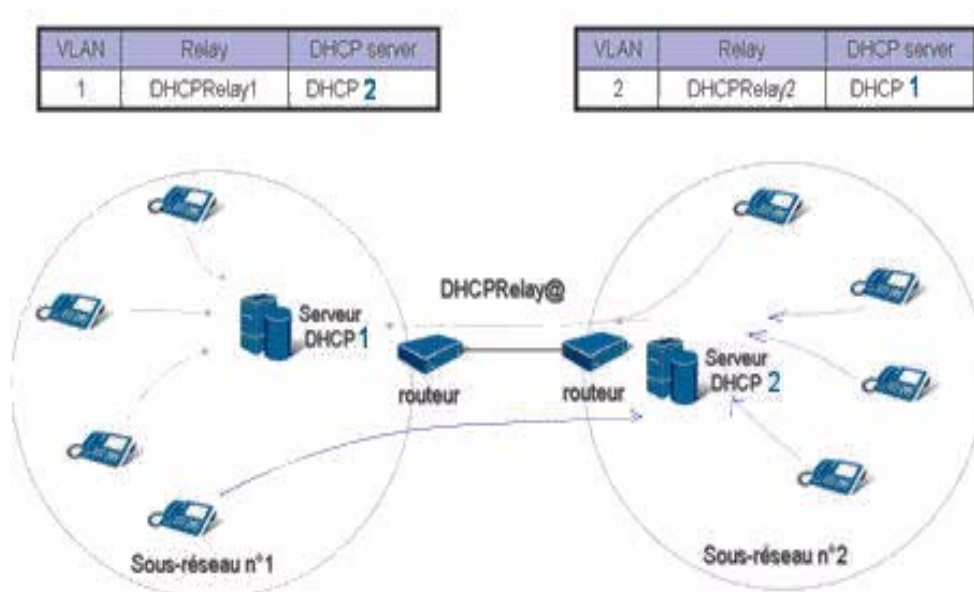 VLAN Relay DHCP server
1 DHCPRelay1 DHCP 2
VLAN Relay DHCP server
2 DHCPRelay2 DHCP 1
DHCPRelay@
Serveur
DHCP 1
routeur
routeur
Serveur
DHCP 2
Sous-réseau n°1
Sous-réseau n°2